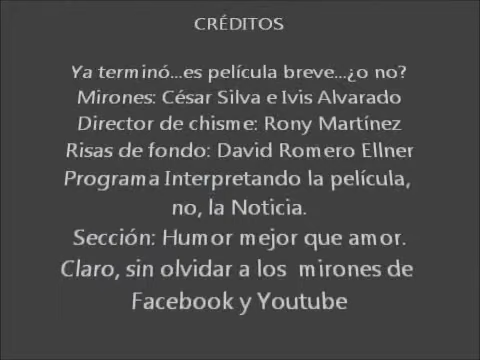 CRÉDITOS
Ya terminó...es película breve...¿o no?
Mirones: César Silva e Ivis Alvarado
Director de chisme: Rony Martínez
Risas de fondo: David Romero Ellner
Programa Interpretando la película,
no, la Noticia.
Sección: Humor mejor que amor.
Claro, sin olvidar a los mirones de
Facebook y Youtube